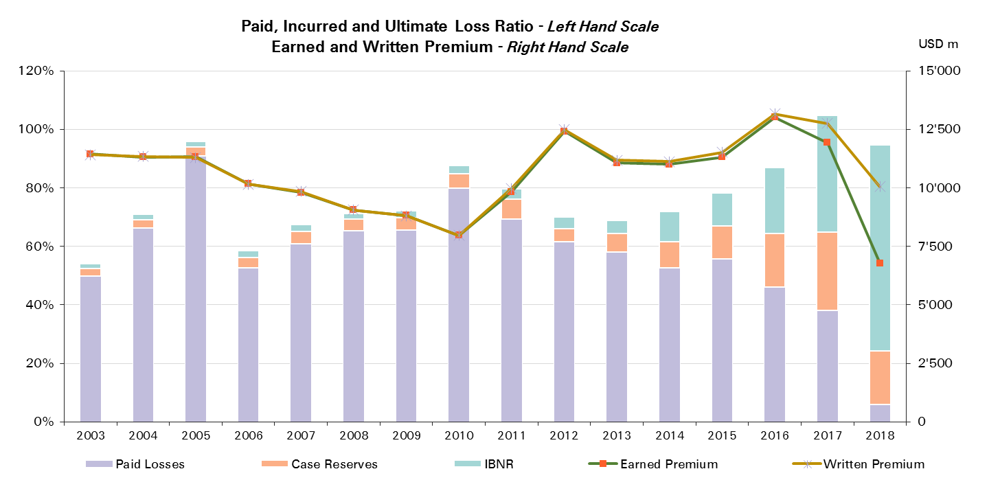 Paid, Incurred and Ultimate Loss Ratio - Left Hand Scale
Earned and Written Premium - Right Hand Scale
USD m
120%
100%
80%
60%
40%
20%
0%
15'000
12'500
10'000
7'500
5'000
2'500
0
2003 2004 2005 2006 2007 2008 2009 2010 2011 2012 2013 2014 2015 2016 2017 2018
Paid Losses Case Reserves IBNR Earned Premium Written Premium